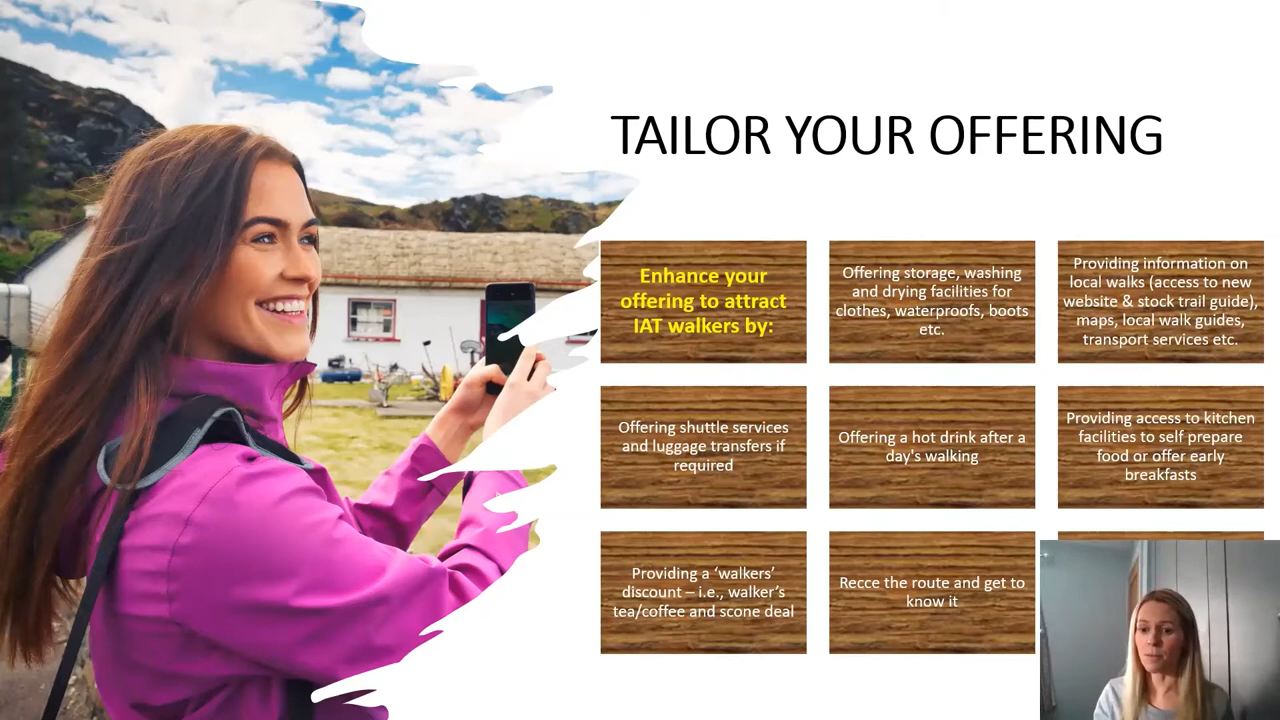 TAILOR YOUR OFFERING
Enhance your
offering to attract
IAT walkers by:
Offering storage, washing
and drying facilities for
clothes, waterproofs, boots
etc.
Providing information on
local walks (access to new
website & stock trail guide),
maps, local walk guides,
transport services etc.
Offering shuttle services
and luggage transfers if
required
Offering a hot drink after a
day's walking
Providing access to kitchen
facilities to self prepare
food or offer early
breakfasts
Providing a ‘walkers’
discount – i.e., walker’s
tea/coffee and scone deal
Recce the route and get to
know it